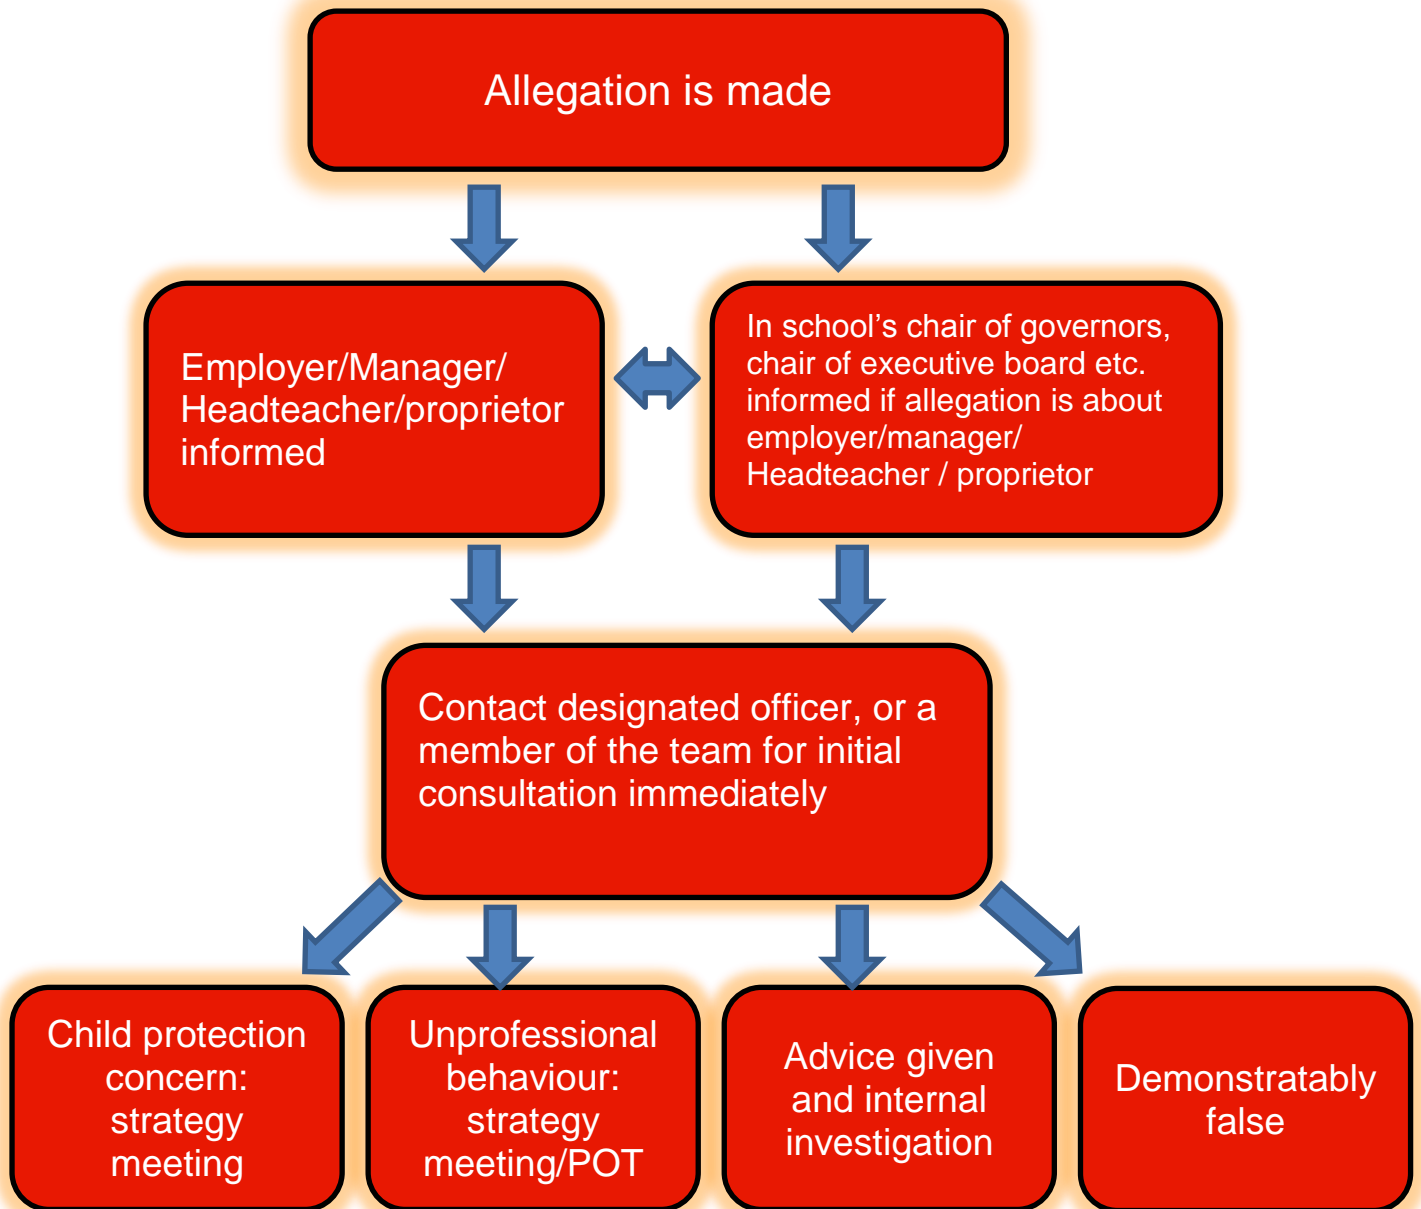 Allegation is made
Employer/Manager/
Headteacher/proprietor
informed
In school’s chair of governors,
chair of executive board etc.
informed if allegation is about
employer/manager/
Headteacher / proprietor
Contact designated officer, or a
member of the team for initial
consultation immediately
Child protection
concern:
strategy
meeting
Unprofessional
behaviour:
strategy
meeting/POT
Advice given
and internal
investigation
Demonstratably
false